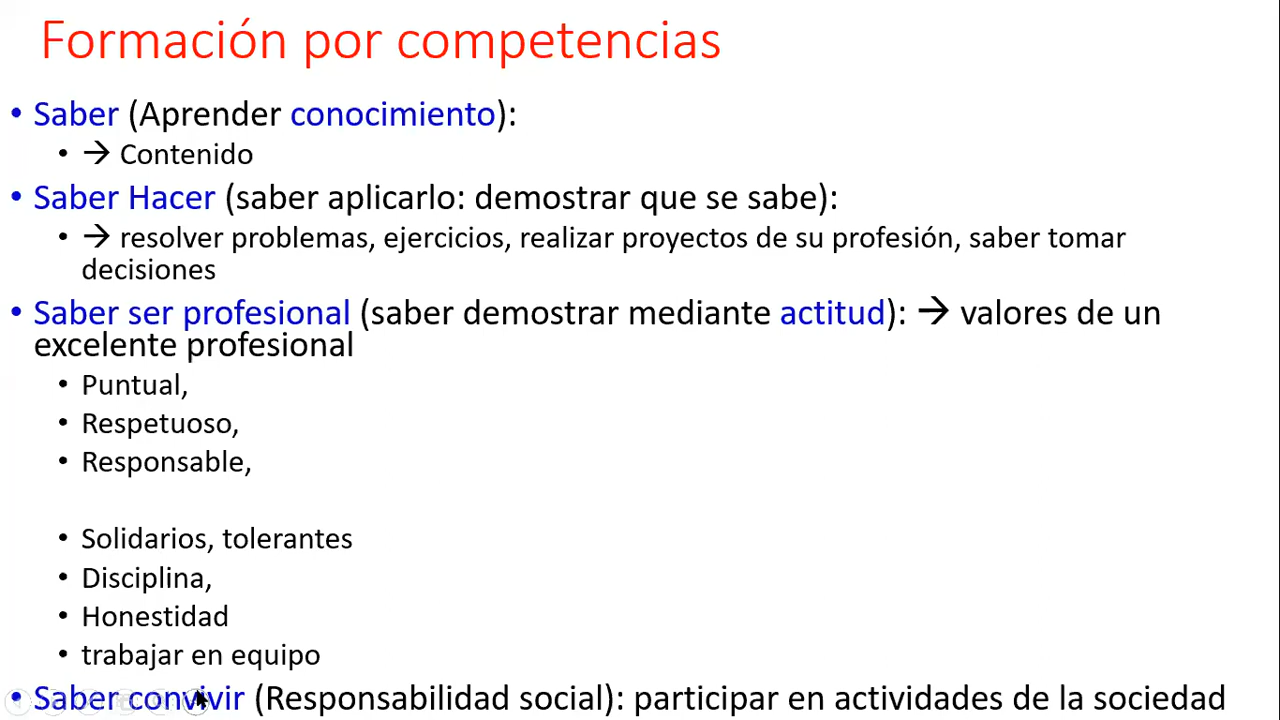 Formación por competencias
• Saber (Aprender conocimiento):
• → Contenido
• Saber Hacer (saber aplicarlo: demostrar que se sabe):
• → resolver problemas, ejercicios, realizar proyectos de su profesión, saber tomar
decisiones
• Saber ser profesional (saber demostrar mediante actitud): → valores de un
excelente profesional
• Puntual,
• Respetuoso,
• Responsable,
• Solidarios, tolerantes
• Disciplina,
• Honestidad
• trabajar en equipo
• Saber convivir (Responsabilidad social): participar en actividades de la sociedad